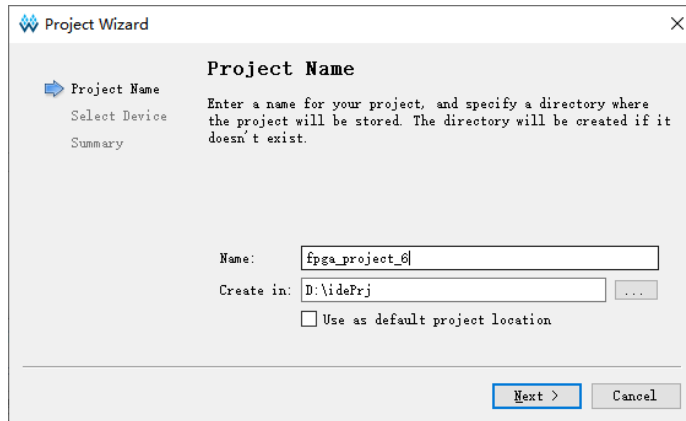 Project Wizard
Project Name
Project Name
Select Device
Summary
Enter a name for your project, and specify a directory where
the project will be stored. The directory will be created if it
doesn't exist.
Name: fpga_project_6
Create in: D:\idePrj ...
Use as default project location
Next > Cancel